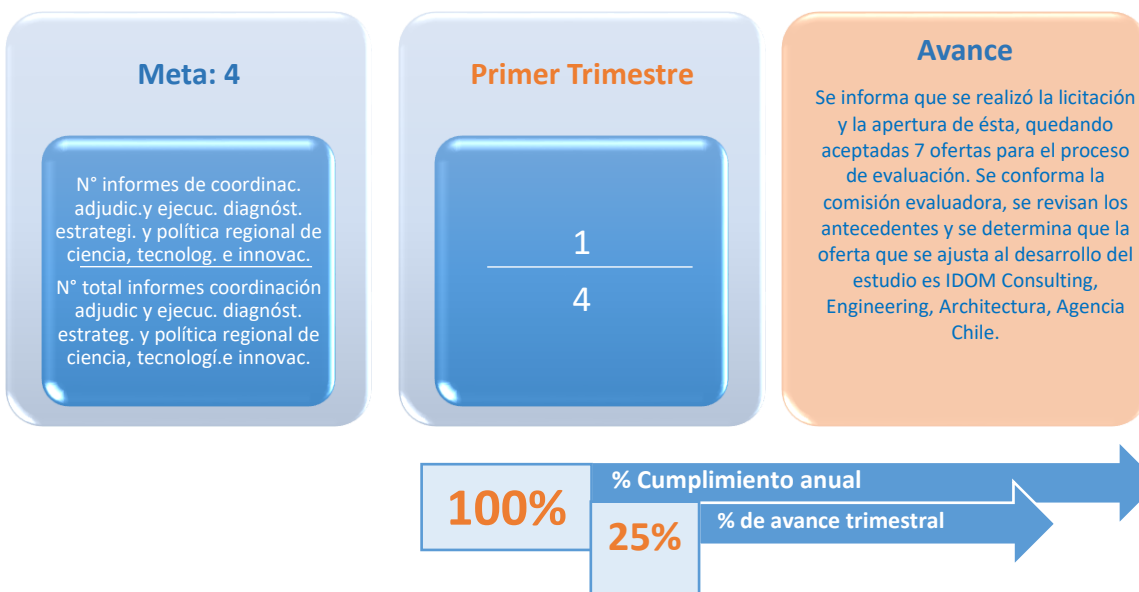 Meta: 4
N° informes de coordinac.
adjudic.y ejecuc. diagnóst.
estrategi. y política regional de
ciencia, tecnolog. e innovac.
N° total informes coordinación
adjudic y ejecuc. diagnóst.
estrateg. y política regional de
ciencia, tecnologí.e innovac.
Primer Trimestre
1
4
Avance
Se informa que se realizó la licitación
y la apertura de ésta, quedando
aceptadas 7 ofertas para el proceso
de evaluación. Se conforma la
comisión evaluadora, se revisan los
antecedentes y se determina que la
oferta que se ajusta al desarrollo del
estudio es IDOM Consulting,
Engineering, Architectura, Agencia
Chile.
100%
% Cumplimiento anual
25%
% de avance trimestral